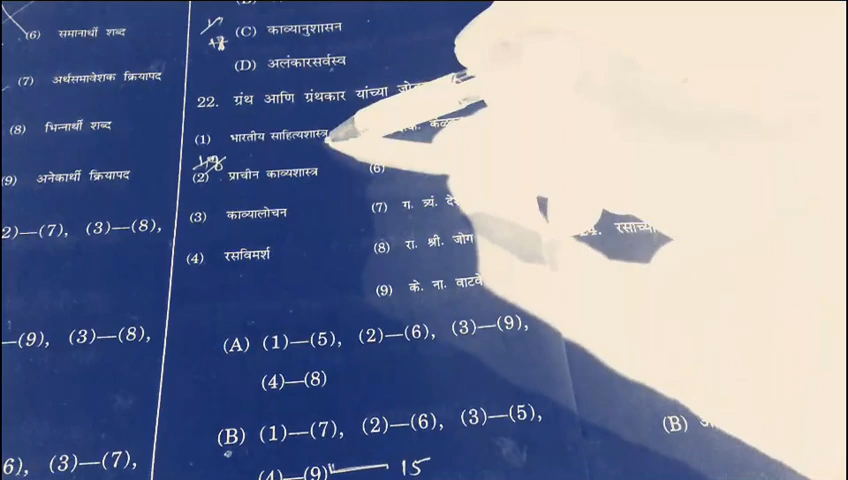 (6) समानार्थी शब्द
(7) अर्थसमावेशक क्रियापद
(8) भिन्नार्थी शब्द
(9) अनेकार्थी क्रियापद
2)—(7), (3)—(8),
—(9), (3)—(8),
6), (3)—(7),
(C) काव्यानुशासन
(D) अलंकारसर्वस्व
22. ग्रंथ आणि ग्रंथकार यांच्या
(1) भारतीय साहित्यशास्त्र
(2) प्राचीन काव्यशास्त्र (6)
(3) काव्यालोचन (7) ग. त्र्यं.
(4) रसविमर्श (8) रा. श्री. जोग
(9) के. ना. वाटवे
(A) (1)—(5), (2)—(6), (3)—(9),
(4)—(8)
(B) (1)—(7), (2)—(6), (3)—(5),
(4)—(9) 15
24. रसाच्या
(B)